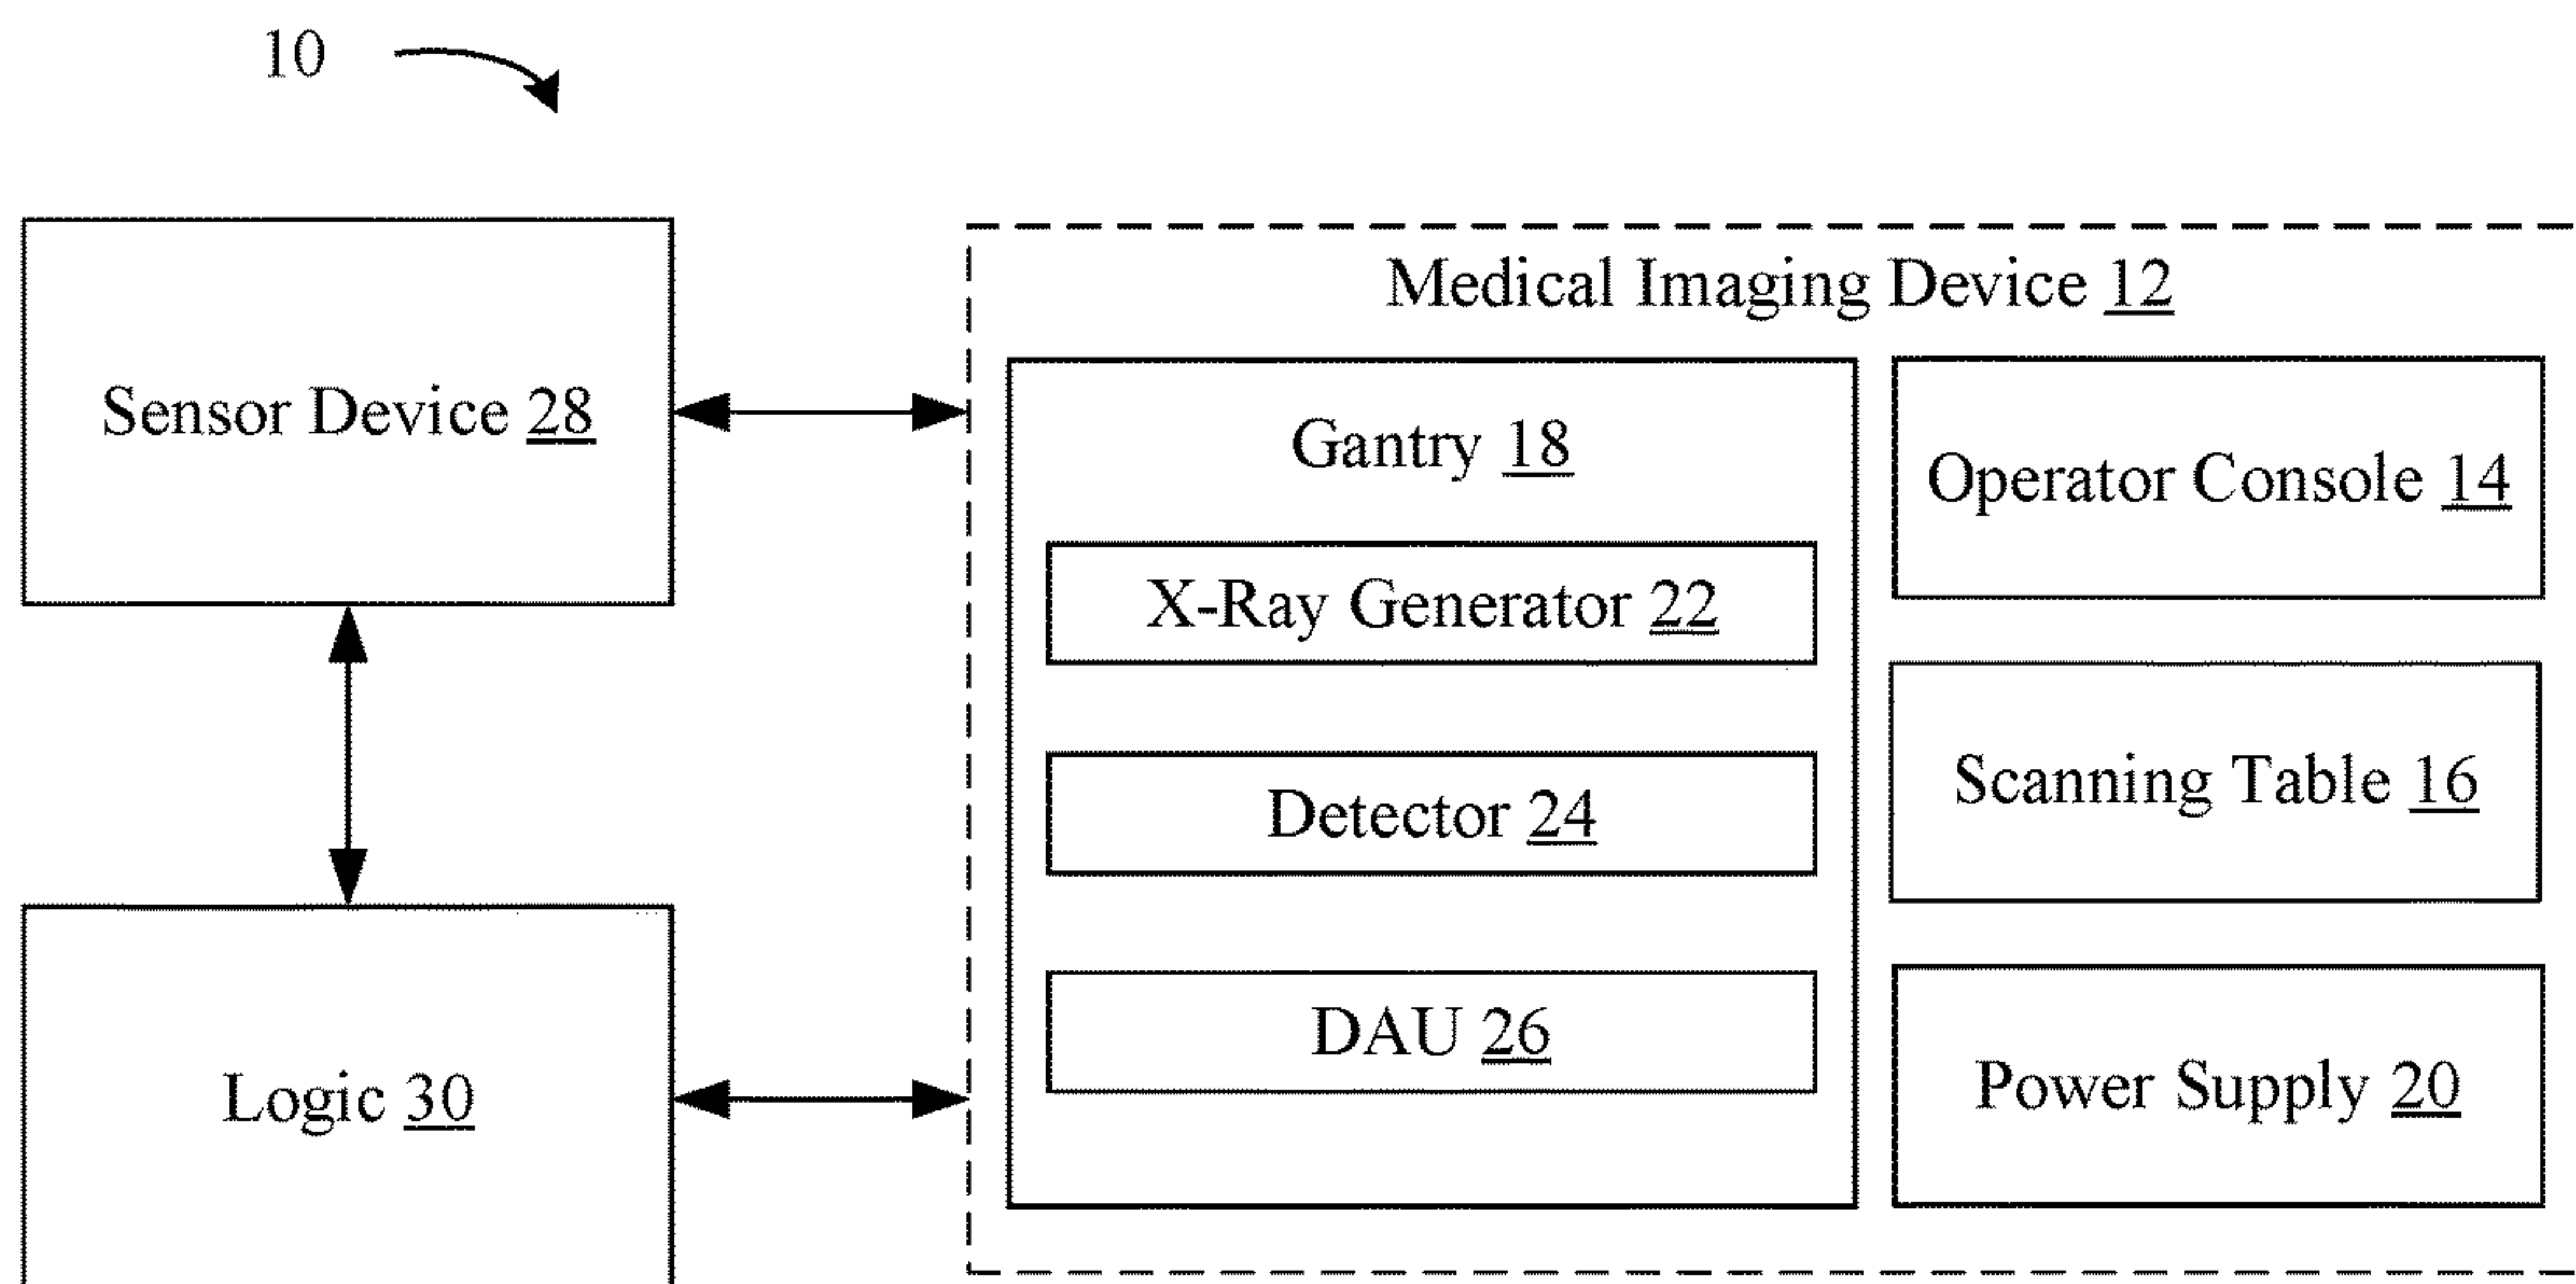 10
Sensor Device 28
Logic 30
Medical Imaging Device 12
Gantry 18
X-Ray Generator 22
Detector 24
DAU 26
Operator Console 14
Scanning Table 16
Power Supply 20